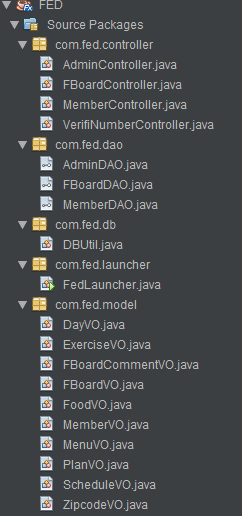 FED
Source Packages
com.fed.controller
AdminController.java
FBoardController.java
MemberController.java
VerifiNumberController.java
com.fed.dao
AdminDAO.java
FBoardDAO.java
MemberDAO.java
com.fed.db
DBUtil.java
com.fed.launcher
FedLauncher.java
com.fed.model
DayVO.java
ExerciseVO.java
FBoardCommentVO.java
FBoardVO.java
FoodVO.java
MemberVO.java
MenuVO.java
PlanVO.java
ScheduleVO.java
ZipcodeVO.java